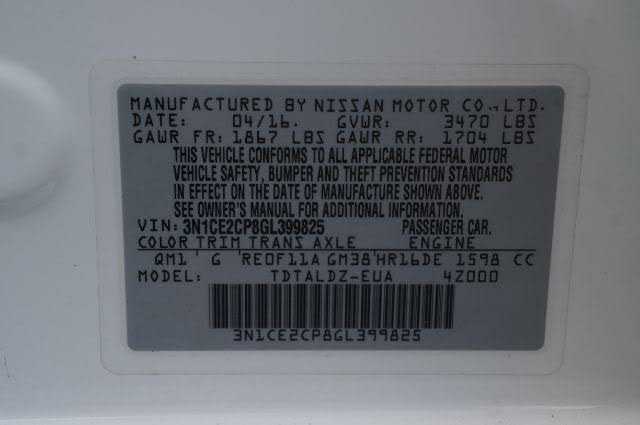 MANUFACTURED BY NISSAN MOTOR CO.,LTD.
DATE: 04/16. GVWR: 3470 LBS
GAWR FR: 1867 LBS GAWR RR: 1704 LBS
THIS VEHICLE CONFORMS TO ALL APPLICABLE FEDERAL MOTOR
VEHICLE SAFETY, BUMPER AND THEFT PREVENTION STANDARDS
IN EFFECT ON THE DATE OF MANUFACTURE SHOWN ABOVE.
SEE OWNER'S MANUAL FOR ADDITIONAL INFORMATION.
VIN: 3N1CE2CP8GL399825 PASSENGER CAR.
COLOR TRIM TRANS AXLE ENGINE
QM1 ' G 'RE0F11A GM38'HR16DE 1598 CC
MODEL: TDTALDZ-EUA 4Z000
3N1CE2CP8GL399825